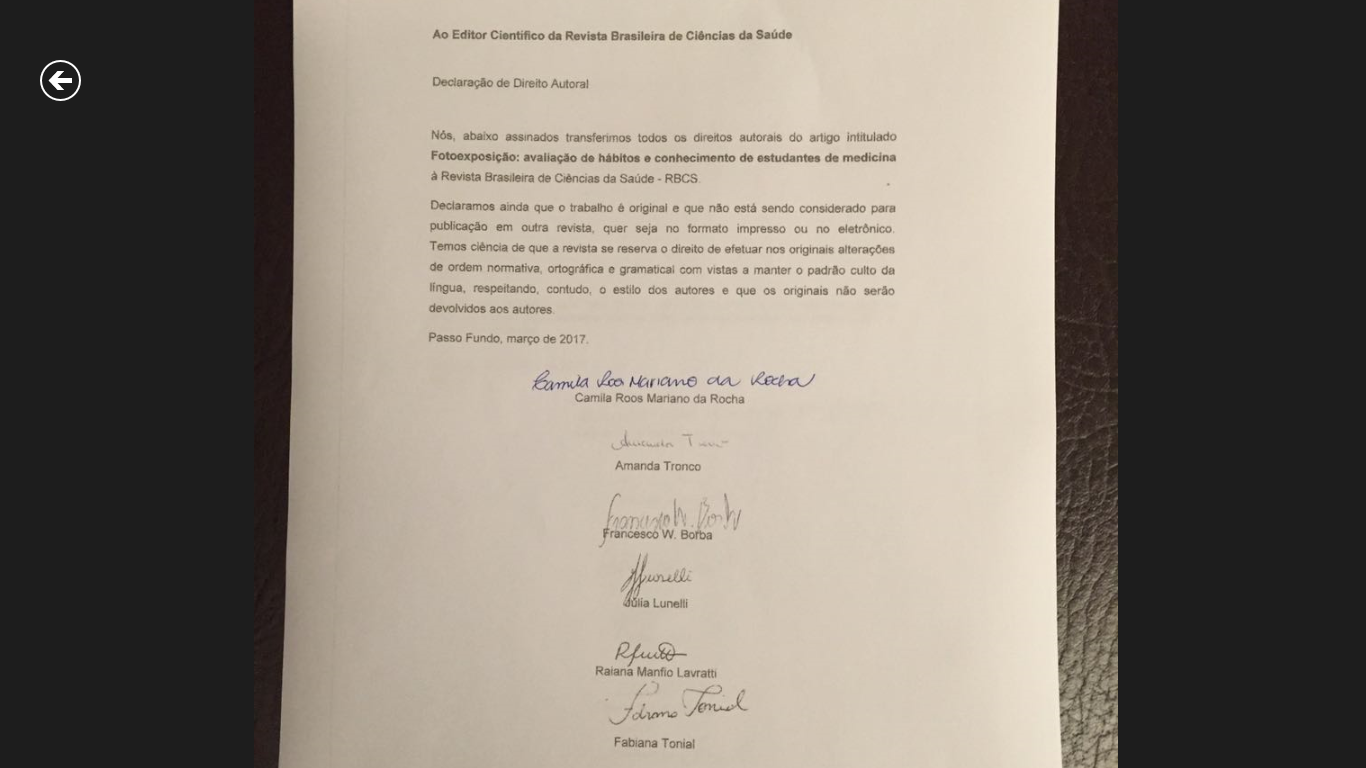 Ao Editor Científico da Revista Brasileira de Ciências da Saúde
Declaração de Direito Autoral
Nós, abaixo assinados transferimos todos os direitos autorais do artigo intitulado
Fotoexposição: avaliação de hábitos e conhecimento de estudantes de medicina
à Revista Brasileira de Ciências da Saúde - RBCS.
Declaramos ainda que o trabalho é original e que não está sendo considerado para
publicação em outra revista, quer seja no formato impresso ou no eletrônico.
Temos ciência de que a revista se reserva o direito de efetuar nos originais alterações
de ordem normativa, ortográfica e gramatical com vistas a manter o padrão culto da
língua, respeitando, contudo, o estilo dos autores e que os originais não serão
devolvidos aos autores.
Passo Fundo, março de 2017.
Camila Roos Mariano da Rocha
Camila Roos Mariano da Rocha
Amanda
Amanda Tronco
Francesco W. Borba
Francesco W. Borba
Lunelli
Júlia Lunelli
Raiana Manfio Lavratti
Tonial
Fabiana Tonial